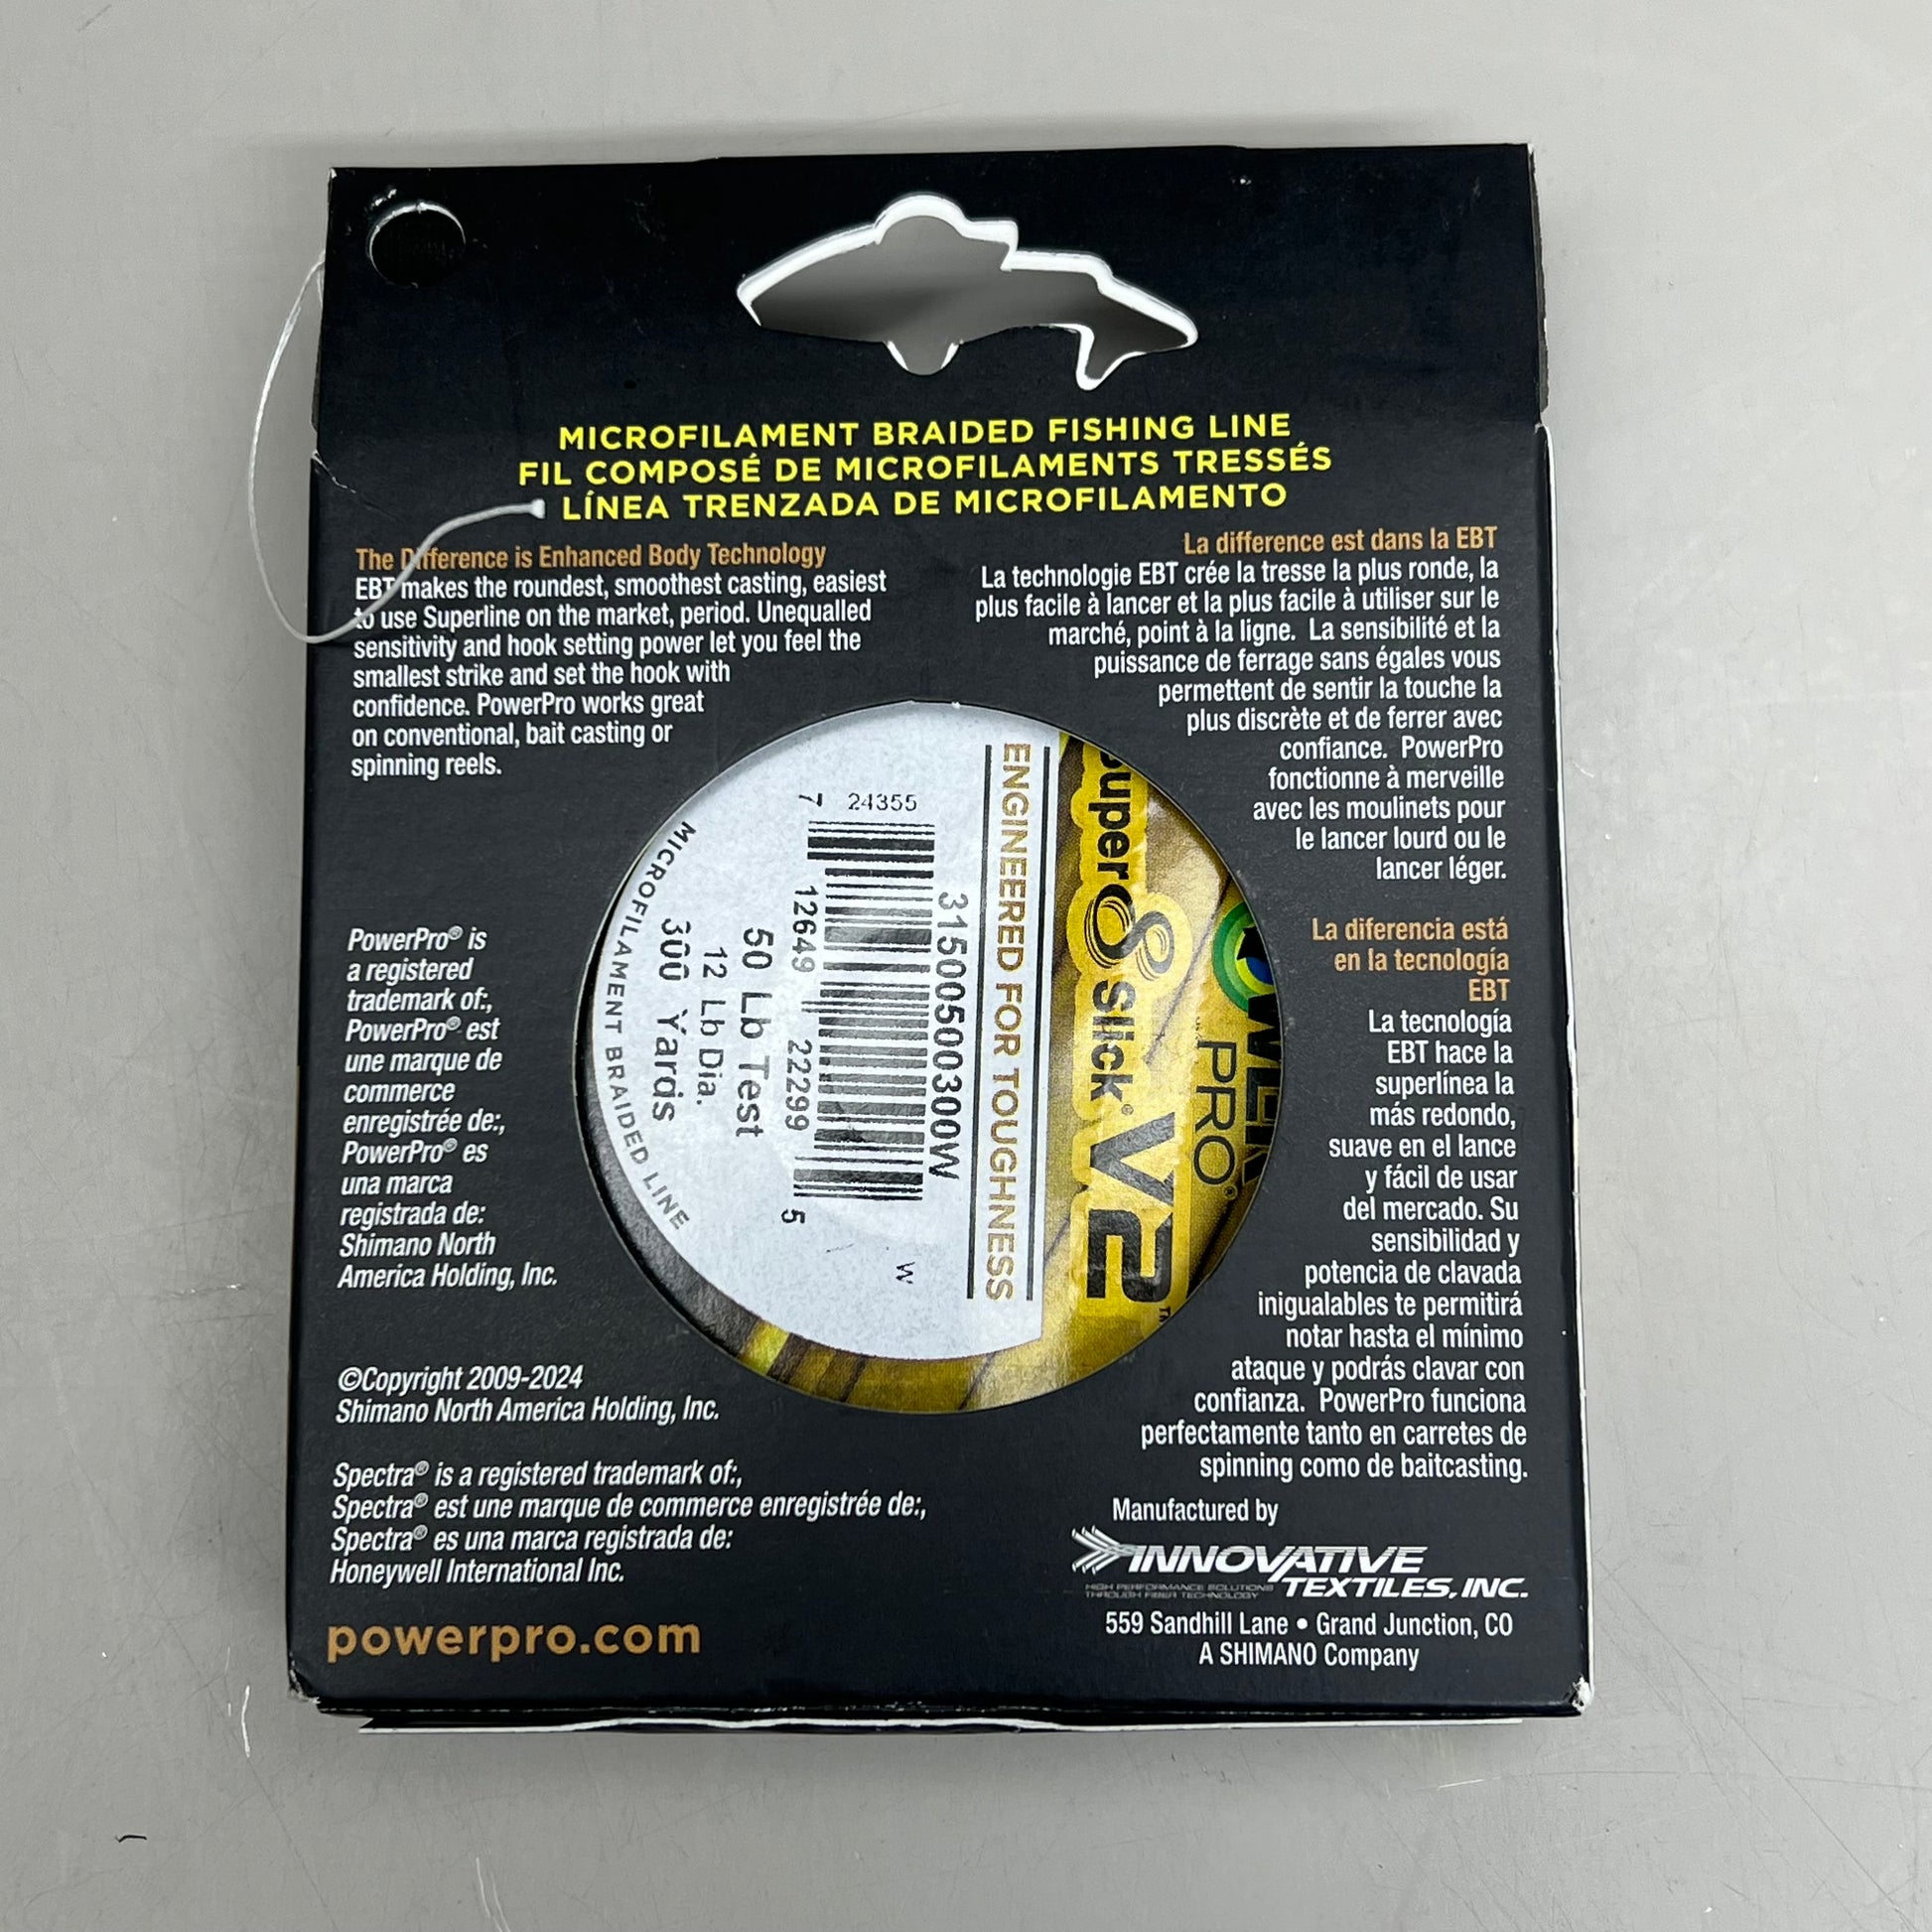 MICROFILAMENT BRAIDED FISHING LINE
FIL COMPOSÉ DE MICROFILAMENTS TRESSÉS
LÍNEA TRENZADA DE MICROFILAMENTO
The Difference is Enhanced Body Technology
EBT makes the roundest, smoothest casting, easiest
to use Superline on the market, period. Unequalled
sensitivity and hook setting power let you feel the
smallest strike and set the hook with
confidence. PowerPro works great
on conventional, bait casting or
spinning reels.
La difference est dans la EBT
La technologie EBT crée la tresse la plus ronde, la
plus facile à lancer et la plus facile à utiliser sur le
marché, point à la ligne. La sensibilité et la
puissance de ferrage sans égales vous
permettent de sentir la touche la
plus discrète et de ferrer avec
confiance. PowerPro
fonctionne à merveille
avec les moulinets pour
le lancer lourd ou le
lancer léger.
La diferencia está
en la tecnología
EBT
La tecnología
EBT hace la
superlínea la
más redondo,
suave en el lance
y fácil de usar
del mercado. Su
sensibilidad y
potencia de clavada
inigualables te permitirá
notar hasta el mínimo
ataque y podrás clavar con
confianza. PowerPro funciona
perfectamente tanto en carretes de
spinning como de baitcasting.
PowerPro® is
a registered
trademark of:,
PowerPro® est
une marque de
commerce
enregistrée de:,
PowerPro® es
una marca
registrada de:
Shimano North
America Holding, Inc.
©Copyright 2009-2024
Shimano North America Holding, Inc.
Spectra® is a registered trademark of:,
Spectra® est une marque de commerce enregistrée de:,
Spectra® es una marca registrada de:
Honeywell International Inc.
powerpro.com
Manufactured by
INNOVATIVE
TEXTILES, INC.
HIGH PERFORMANCE SOLUTIONS
THROUGH FIBER TECHNOLOGY
559 Sandhill Lane • Grand Junction, CO
A SHIMANO Company
PRO®
Super 8 Slick® V2™
ENGINEERED FOR TOUGHNESS
31500500300W
7 24355 12649 22299 5
W
50 Lb Test
12 Lb Dia.
300 Yards
MICROFILAMENT BRAIDED LINE